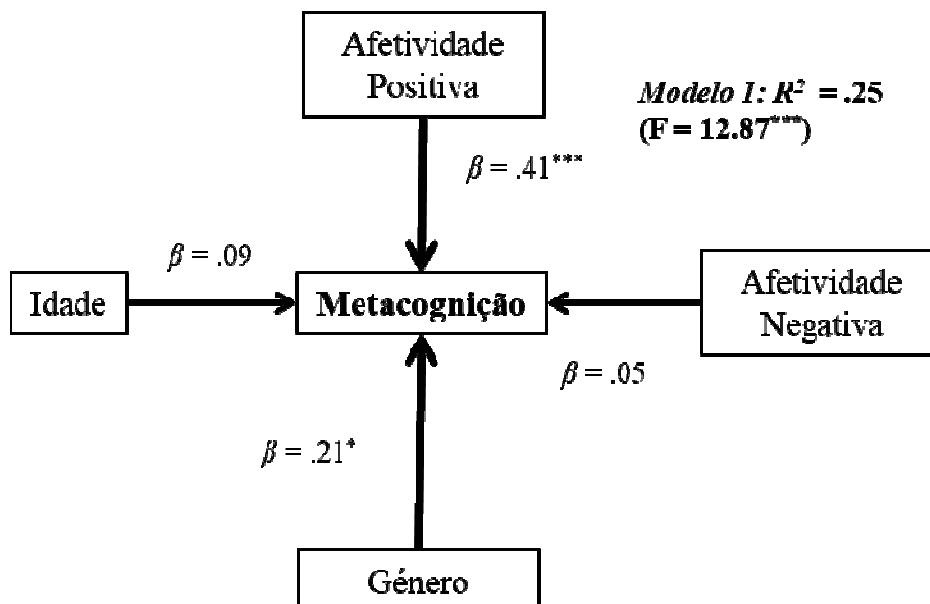 Afetividade
Positiva
Modelo I: R² = .25
(F = 12.87***)
β = .41***
β = .09
Idade
Metacognição
Afetividade
Negativa
β = .05
β = .21*
Género